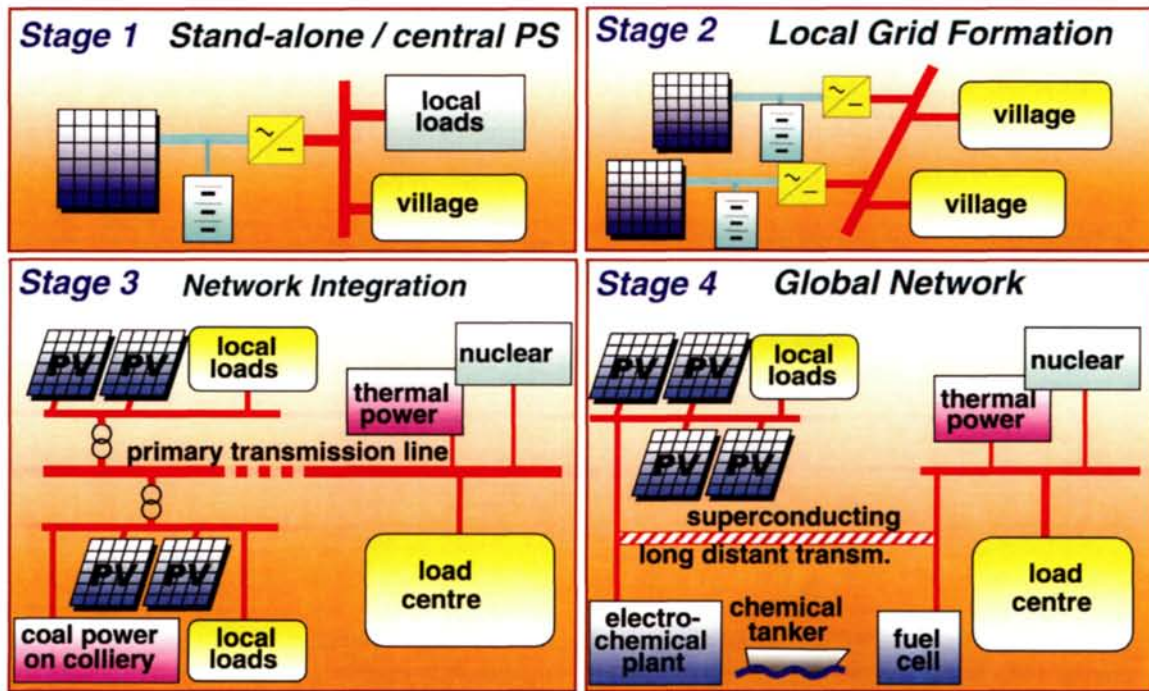 Stage 1 Stand-alone / central PS
local
loads
village
Stage 2 Local Grid Formation
village
village
Stage 3 Network Integration
PV PV
local
loads
nuclear
thermal
power
primary transmission line
PV PV
load
centre
coal power
on colliery
local
loads
Stage 4 Global Network
PV PV
local
loads
nuclear
thermal
power
PV PV
superconducting
long distant transm.
load
centre
electro-
chemical
plant
chemical
tanker
fuel
cell